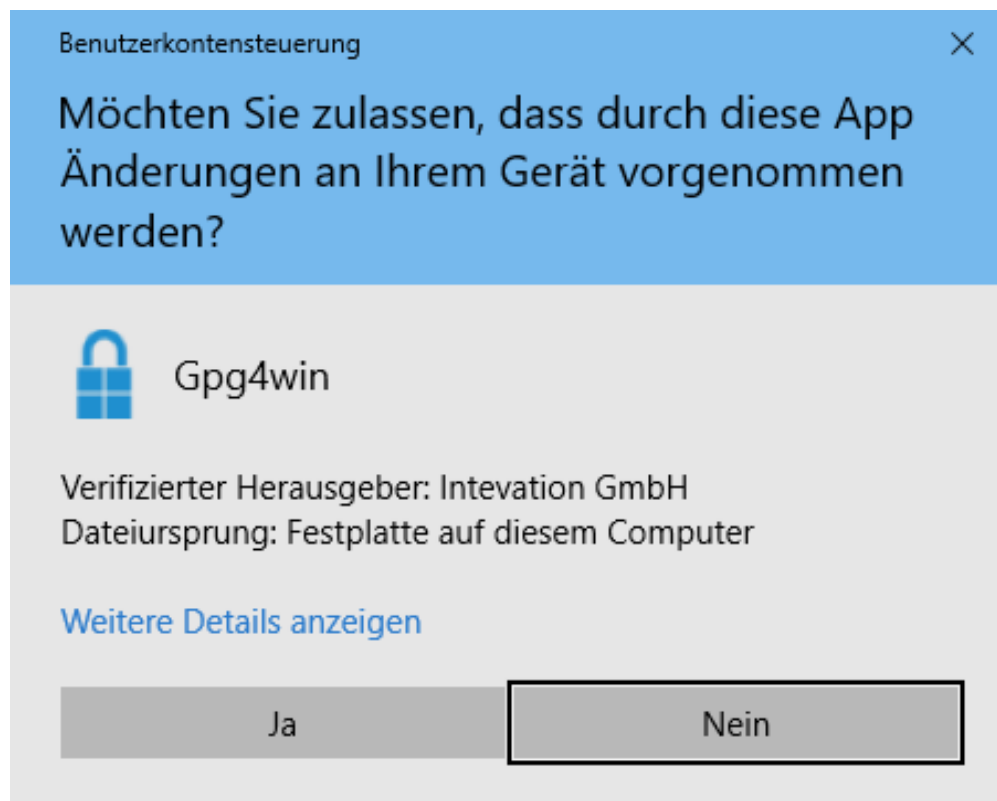 Benutzerkontensteuerung
Möchten Sie zulassen, dass durch diese App
Änderungen an Ihrem Gerät vorgenommen
werden?
Gpg4win
Verifizierter Herausgeber: Intevation GmbH
Dateiursprung: Festplatte auf diesem Computer
Weitere Details anzeigen
Ja
Nein